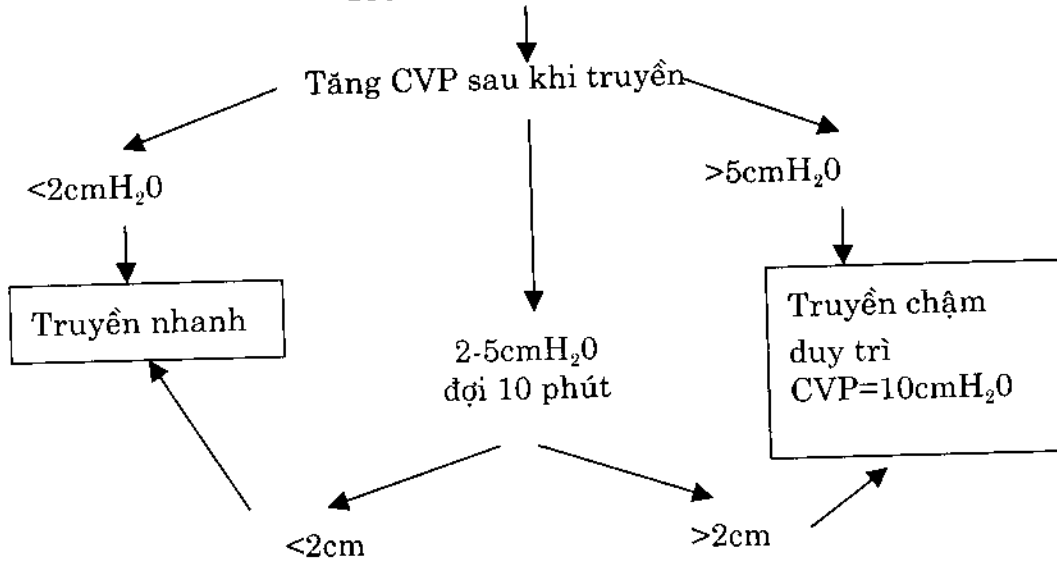 Tăng CVP sau khi truyền
<2cmH₂0
>5cmH₂0
Truyền nhanh
2-5cmH₂0
đợi 10 phút
Truyền chậm
duy trì
CVP=10cmH₂0
<2cm
>2cm